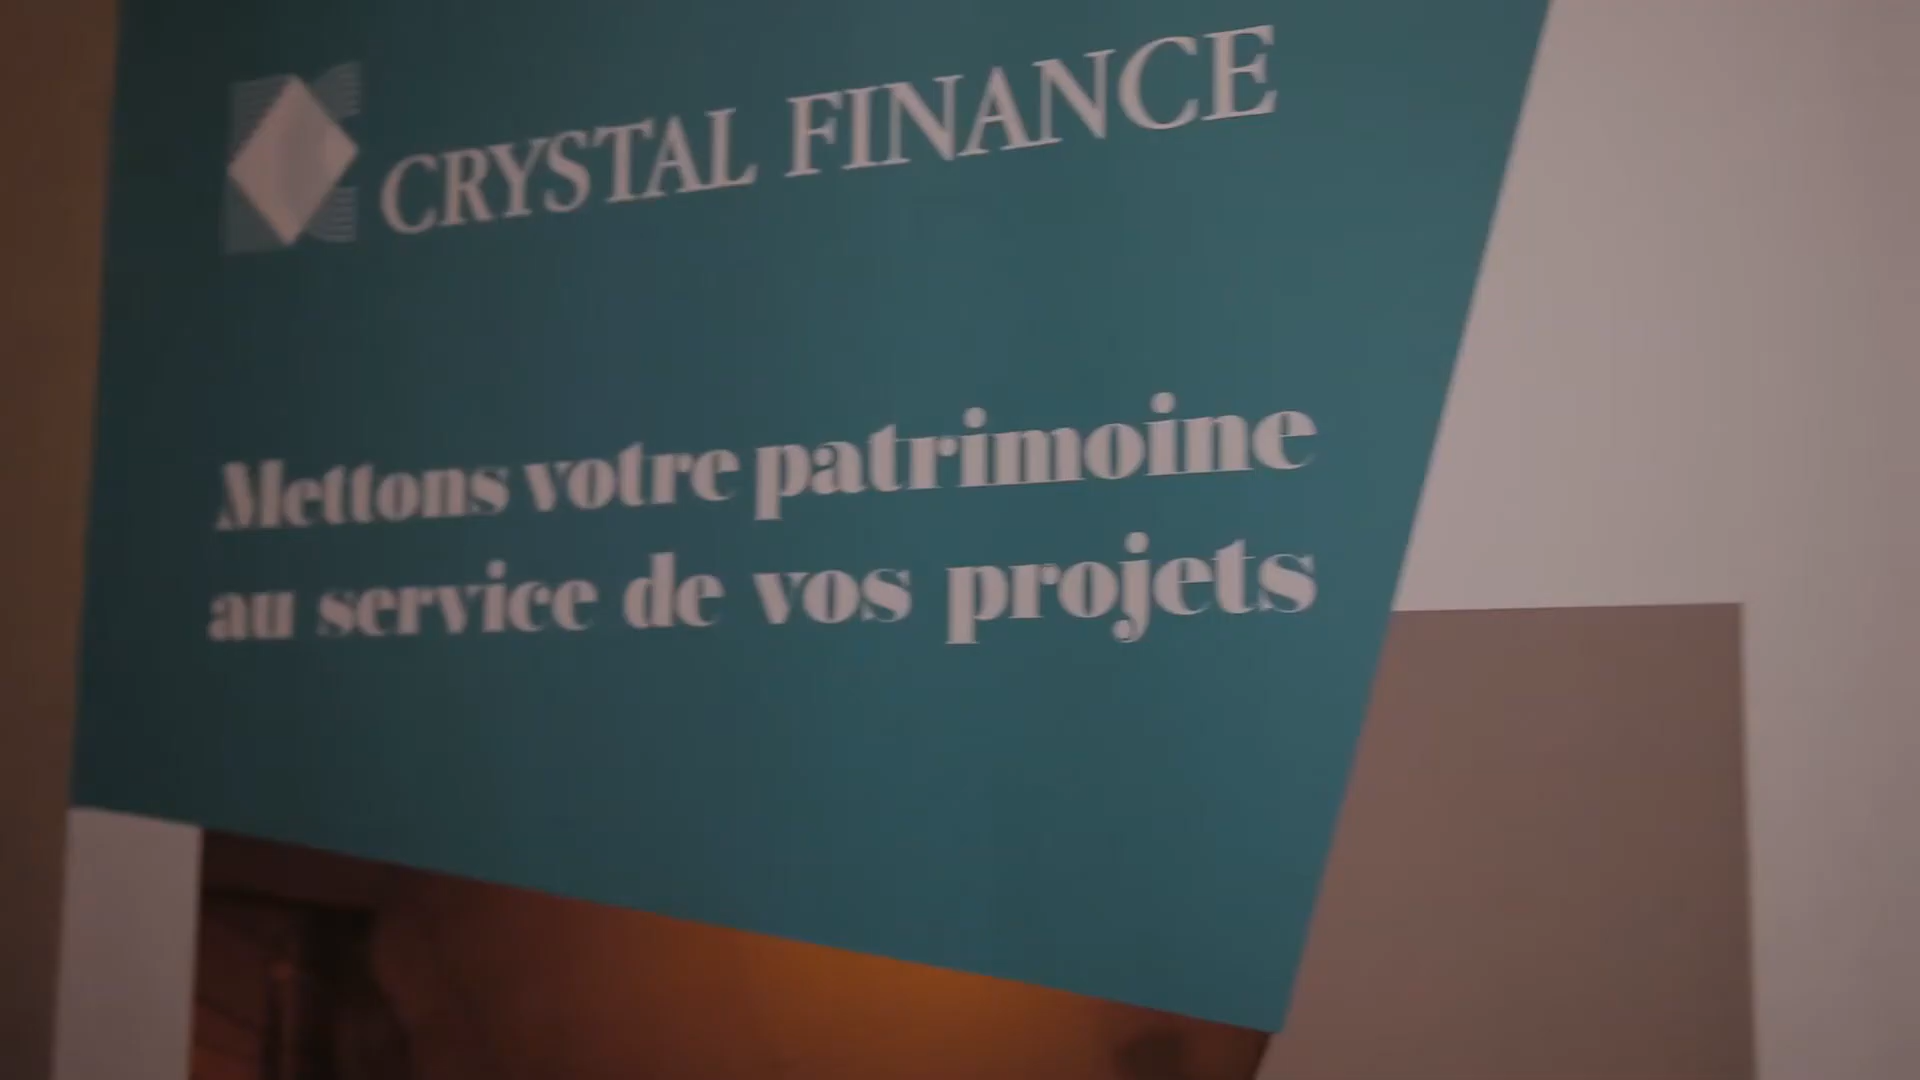 CRYSTAL FINANCE
Mettons votre patrimoine
au service de vos projets